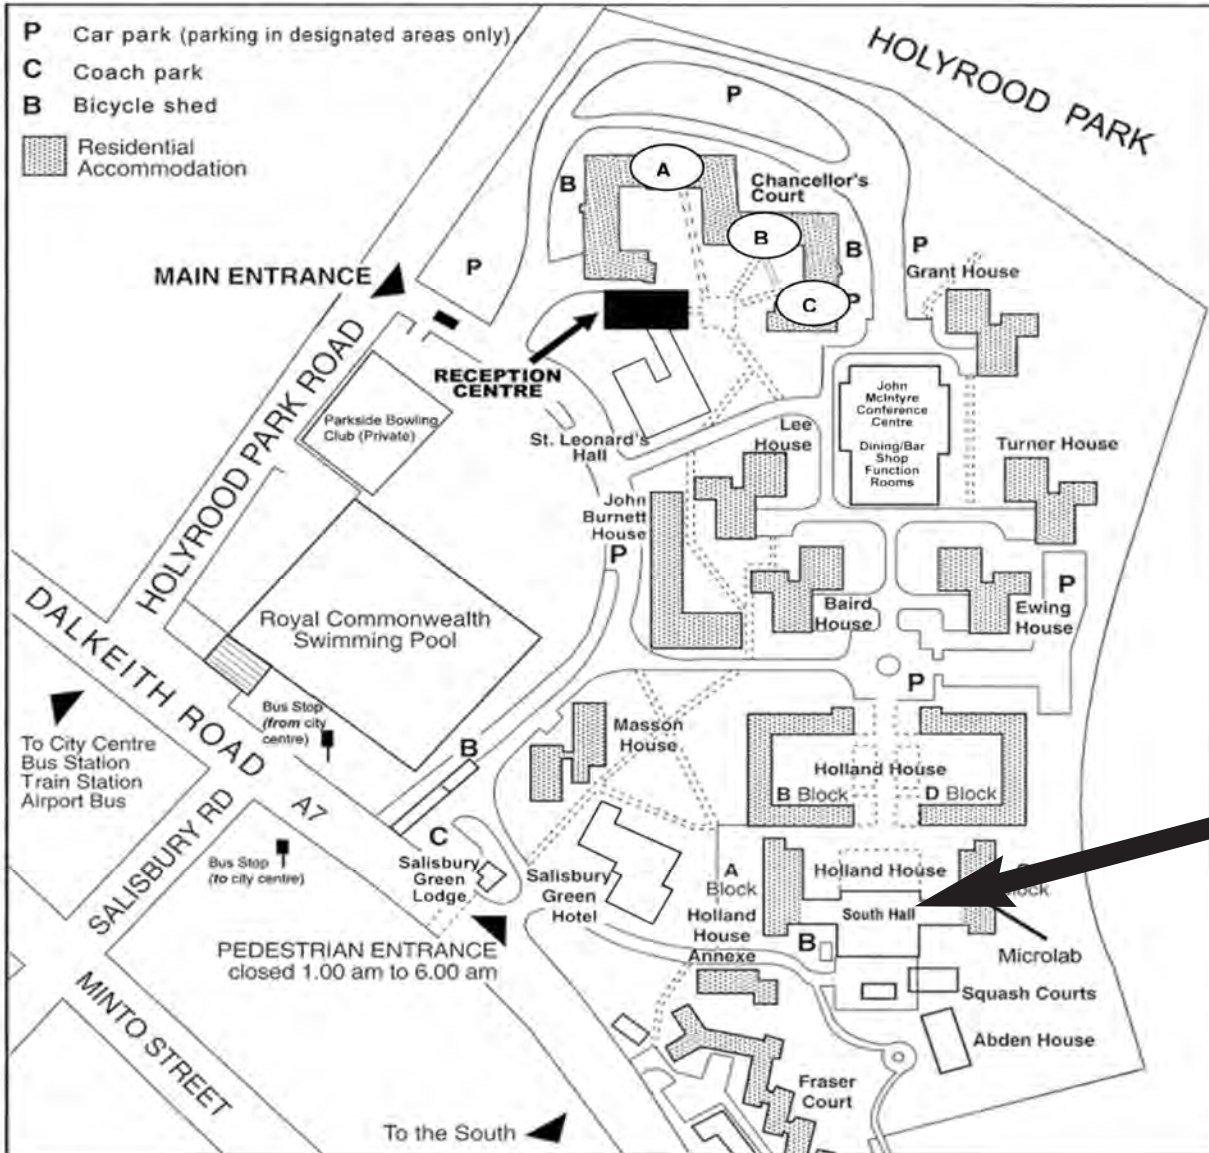 P Car park (parking in designated areas only)
C Coach park
B Bicycle shed
Residential
Accommodation
HOLYROOD PARK
P
A
Chancellor's
Court
B
B
B
P
C
P
P
Grant House
MAIN ENTRANCE
RECEPTION
CENTRE
HOLYROOD PARK ROAD
Parkside Bowling
Club (Private)
St. Leonard's
Hall
Lee
House
John
McIntyre
Conference
Centre
Dining/Bar
Shop
Function
Rooms
Turner House
John
Burnett
House
P
Baird
House
Ewing
House
P
Royal Commonwealth
Swimming Pool
DALKEITH ROAD
A7
Bus Stop
(from city
centre)
To City Centre
Bus Station
Train Station
Airport Bus
SALISBURY RD
Bus Stop
(to city centre)
B
C
Salisbury
Green
Lodge
Masson
House
P
Holland House
B Block
D Block
Salisbury
Green
Hotel
A
Block
Holland House
South Hall
Holland
House
Annexe
B
Microlab
Squash Courts
Abden House
PEDESTRIAN ENTRANCE
closed 1.00 am to 6.00 am
MINTO STREET
Fraser
Court
To the South